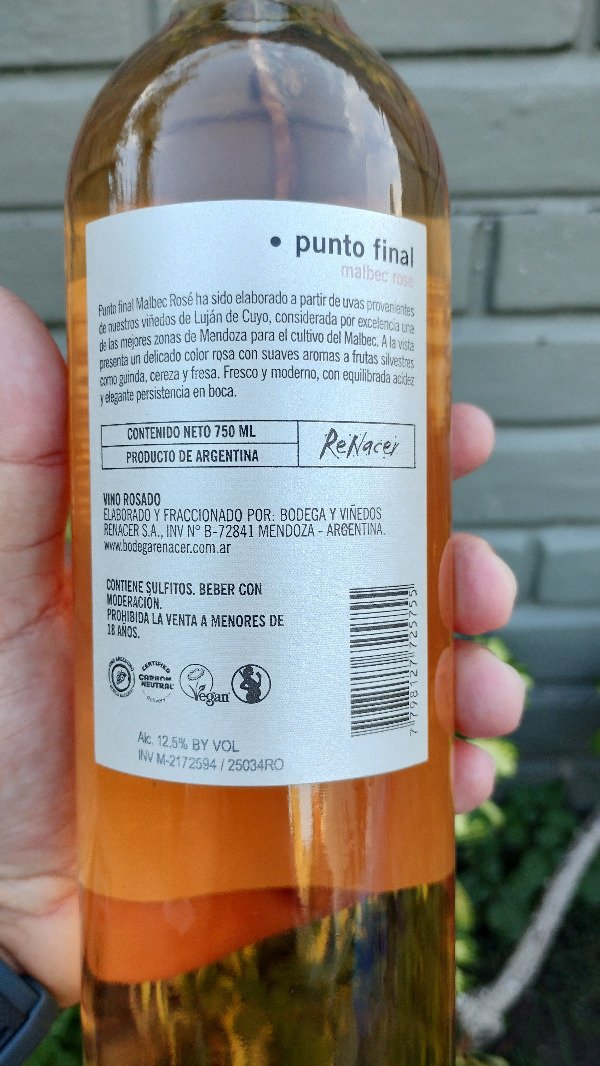 • punto final
malbec rosé
Punto final Malbec Rosé ha sido elaborado a partir de uvas provenientes
de nuestros viñedos de Luján de Cuyo, considerada por excelencia una
de las mejores zonas de Mendoza para el cultivo del Malbec. A la vista
presenta un delicado color rosa con suaves aromas a frutas silvestres
como guinda, cereza y fresa. Fresco y moderno, con equilibrada acidez
y elegante persistencia en boca.
CONTENIDO NETO 750 ML
PRODUCTO DE ARGENTINA
ReNacer
VINO ROSADO
ELABORADO Y FRACCIONADO POR: BODEGA Y VIÑEDOS
RENACER S.A., INV N° B-72841 MENDOZA - ARGENTINA.
www.bodegarenacer.com.ar
CONTIENE SULFITOS. BEBER CON
MODERACIÓN.
PROHIBIDA LA VENTA A MENORES DE
18 AÑOS.
CERTIFIED
CARBON
NEUTRAL
Vegan
7 798127 725755
Alc. 12.5% BY VOL
INV M-2172594 / 25034RO